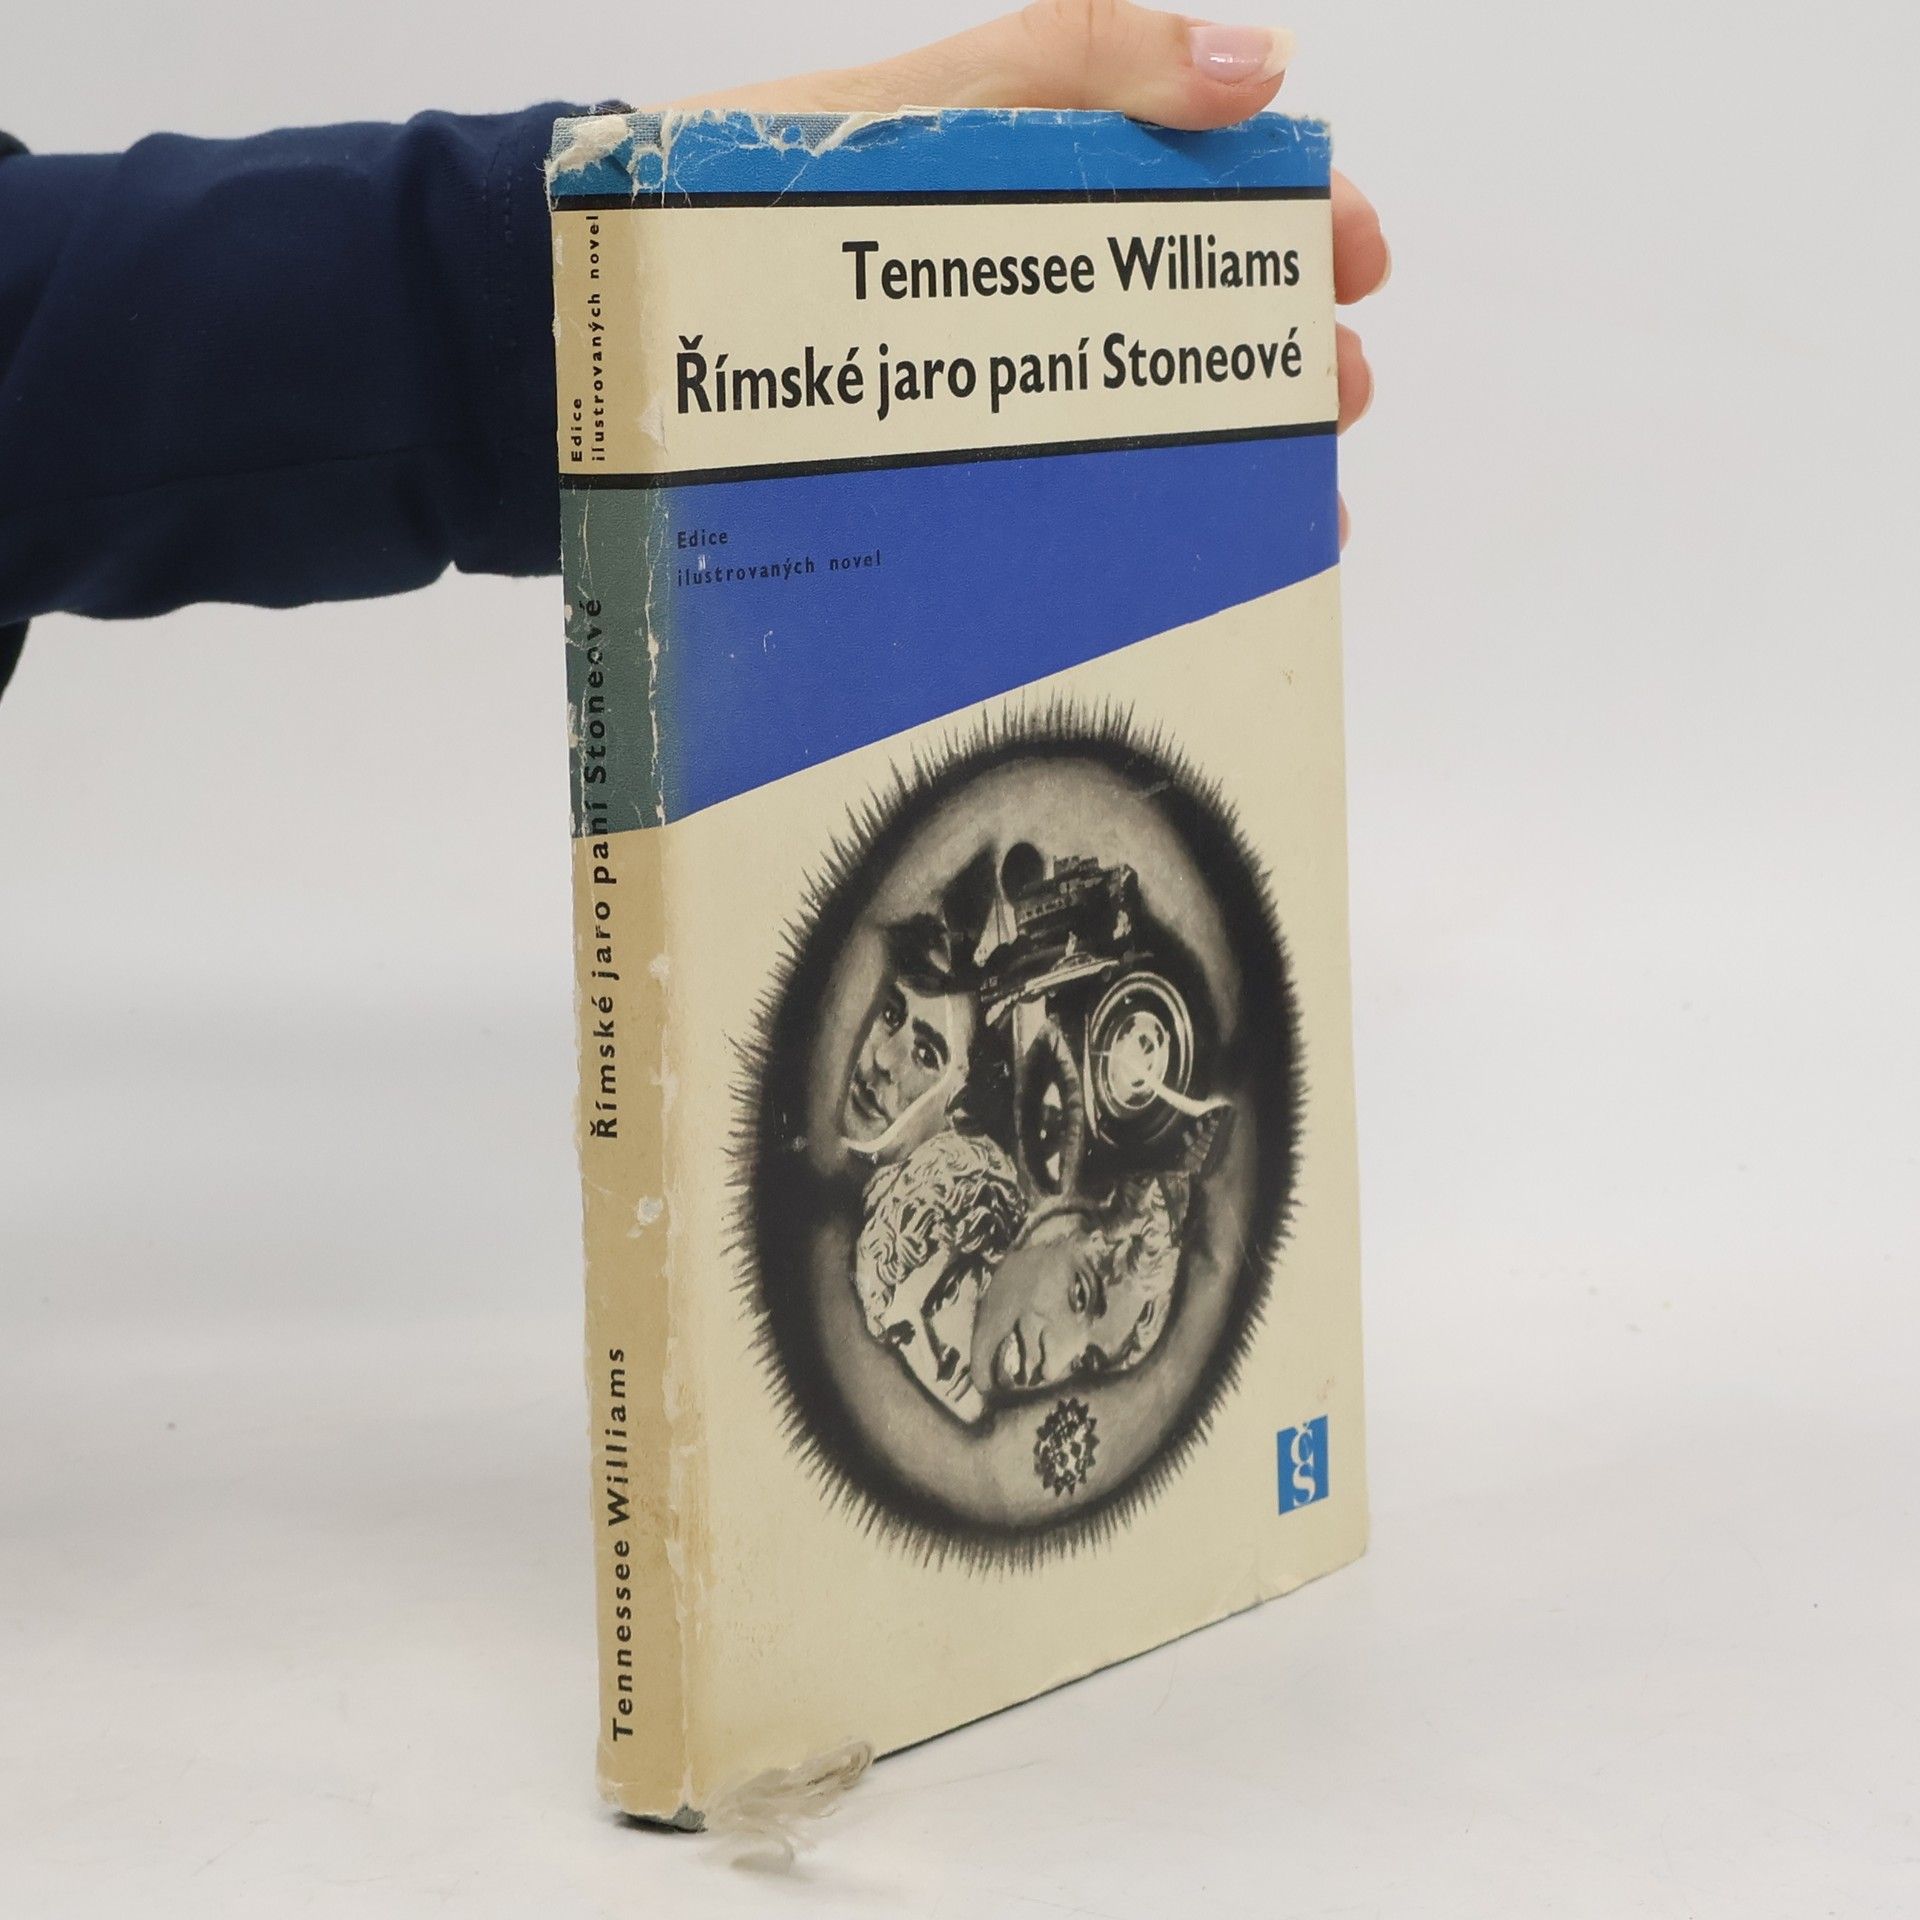 Tennessee Williams
Římské jaro paní Stoneové
Edice
ilustrovaných novel
ČS
Edice
ilustrovaných novel
Římské jaro paní Stoneové
Tennessee Williams